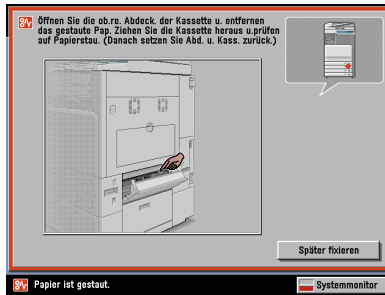 Öffnen Sie die ob.re. Abdeck. der Kassette u. entfernen
das gestaute Pap. Ziehen Sie die Kassette heraus u.prüfen
auf Papierstau. (Danach setzen Sie Abd. u. Kass. zurück.)
Später fixieren
Papier ist gestaut.
Systemmonitor